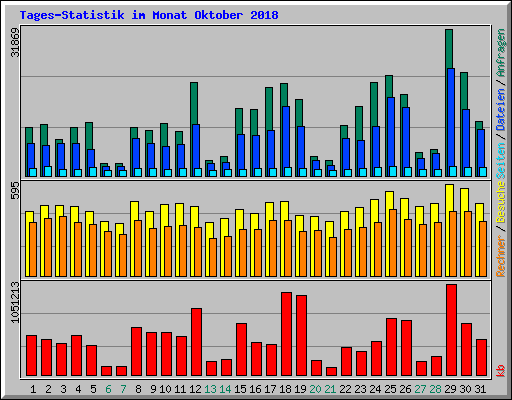 Tages-Statistik im Monat Oktober 2018
31869
595
1051213
Anfragen / Dateien / Seiten
Besuche / Rechner
kb
1 2 3 4 5 6 7 8 9 10 11 12 13 14 15 16 17 18 19 20 21 22 23 24 25 26 27 28 29 30 31